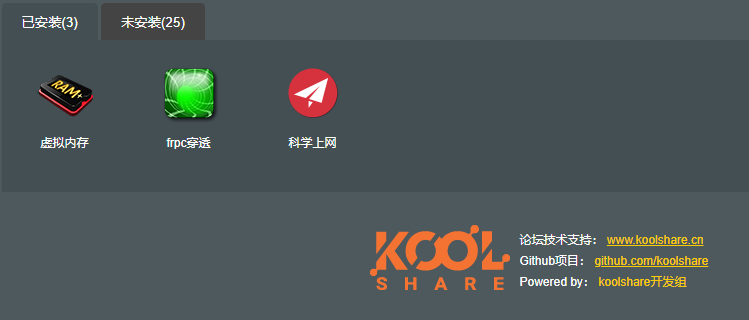 已安装(3)
未安装(25)
RAM+
虚拟内存
frpc穿透
科学上网
KOOL
SHARE
论坛技术支持： www.koolshare.cn
Github项目： github.com/koolshare
Powered by： koolshare开发组